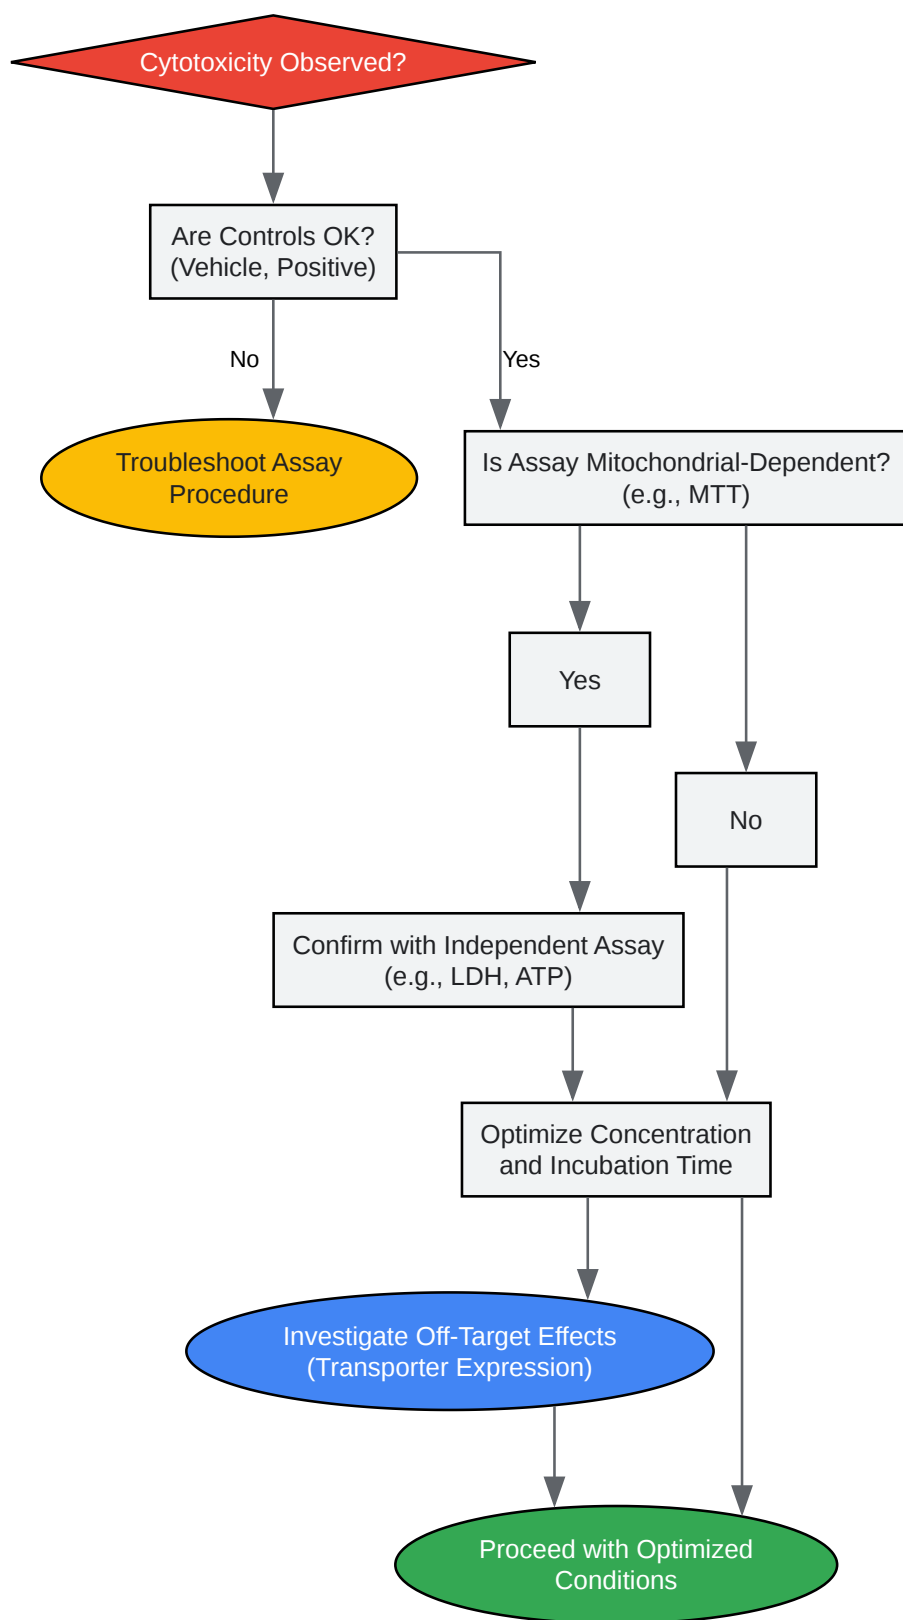 Cytotoxicity Observed?
Are Controls OK?
(Vehicle, Positive)
No
Yes
Troubleshoot Assay
Procedure
Is Assay Mitochondrial-Dependent?
(e.g., MTT)
Yes
No
Confirm with Independent Assay
(e.g., LDH, ATP)
Optimize Concentration
and Incubation Time
Investigate Off-Target Effects
(Transporter Expression)
Proceed with Optimized
Conditions